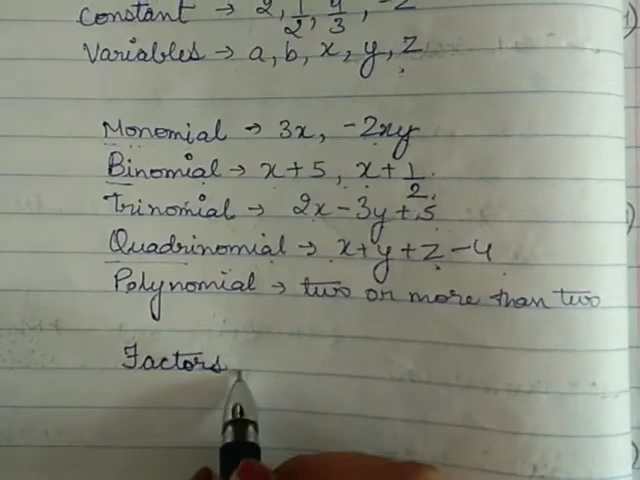 Constant → 2, 1/2, 4/3, -2
Variables → a, b, x, y, z
Monomial → 3x, -2xy
Binomial → x+5, x+1/2.
Trinomial → 2x-3y+5
Quadrinomial → x+y+z-4
Polynomial → two or more than two
Factors